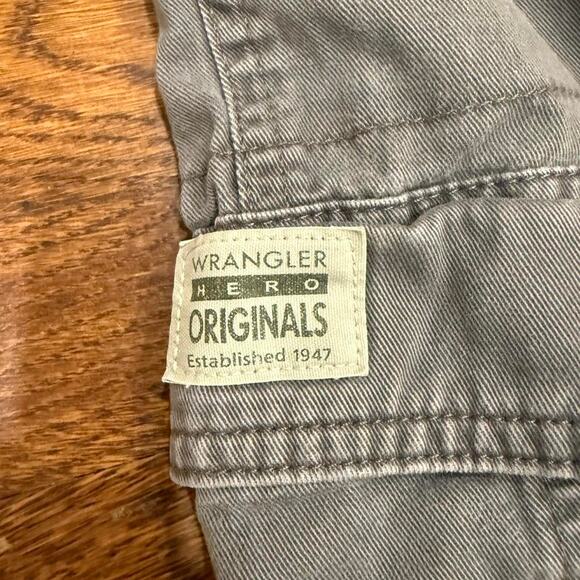 WRANGLER
HERO
ORIGINALS
Established 1947